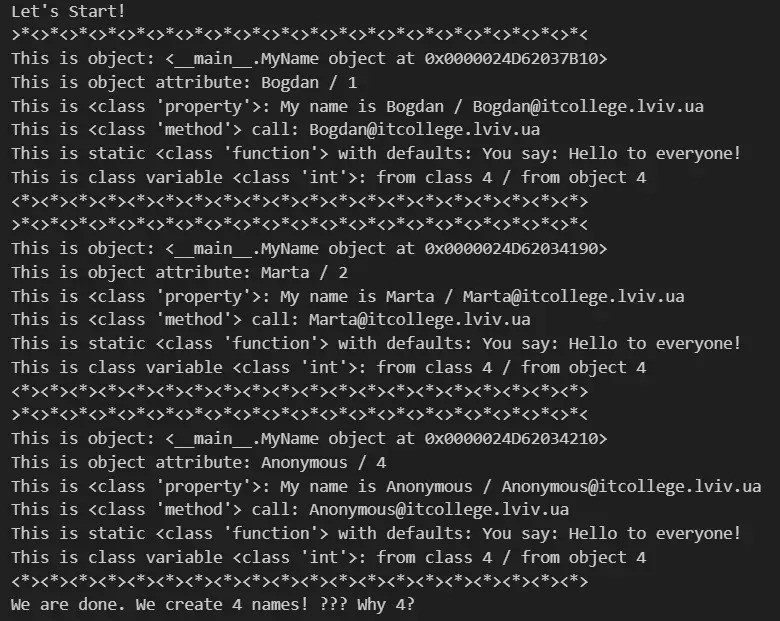 Let's Start!
>*<>*<>*<>*<>*<>*<>*<>*<>*<>*<>*<>*<>*<>*<>*<>*<>*<>*<>*<>*<
This is object: <__main__.MyName object at 0x0000024D62037B10>
This is object attribute: Bogdan / 1
This is <class 'property'>: My name is Bogdan / Bogdan@itcollege.lviv.ua
This is <class 'method'> call: Bogdan@itcollege.lviv.ua
This is static <class 'function'> with defaults: You say: Hello to everyone!
This is class variable <class 'int'>: from class 4 / from object 4
<*><*><*><*><*><*><*><*><*><*><*><*><*><*><*><*><*><*><*><*>
>*<>*<>*<>*<>*<>*<>*<>*<>*<>*<>*<>*<>*<>*<>*<>*<>*<>*<>*<>*<
This is object: <__main__.MyName object at 0x0000024D62034190>
This is object attribute: Marta / 2
This is <class 'property'>: My name is Marta / Marta@itcollege.lviv.ua
This is <class 'method'> call: Marta@itcollege.lviv.ua
This is static <class 'function'> with defaults: You say: Hello to everyone!
This is class variable <class 'int'>: from class 4 / from object 4
<*><*><*><*><*><*><*><*><*><*><*><*><*><*><*><*><*><*><*><*>
>*<>*<>*<>*<>*<>*<>*<>*<>*<>*<>*<>*<>*<>*<>*<>*<>*<>*<>*<>*<
This is object: <__main__.MyName object at 0x0000024D62034210>
This is object attribute: Anonymous / 4
This is <class 'property'>: My name is Anonymous / Anonymous@itcollege.lviv.ua
This is <class 'method'> call: Anonymous@itcollege.lviv.ua
This is static <class 'function'> with defaults: You say: Hello to everyone!
This is class variable <class 'int'>: from class 4 / from object 4
<*><*><*><*><*><*><*><*><*><*><*><*><*><*><*><*><*><*><*><*>
We are done. We create 4 names! ??? Why 4?